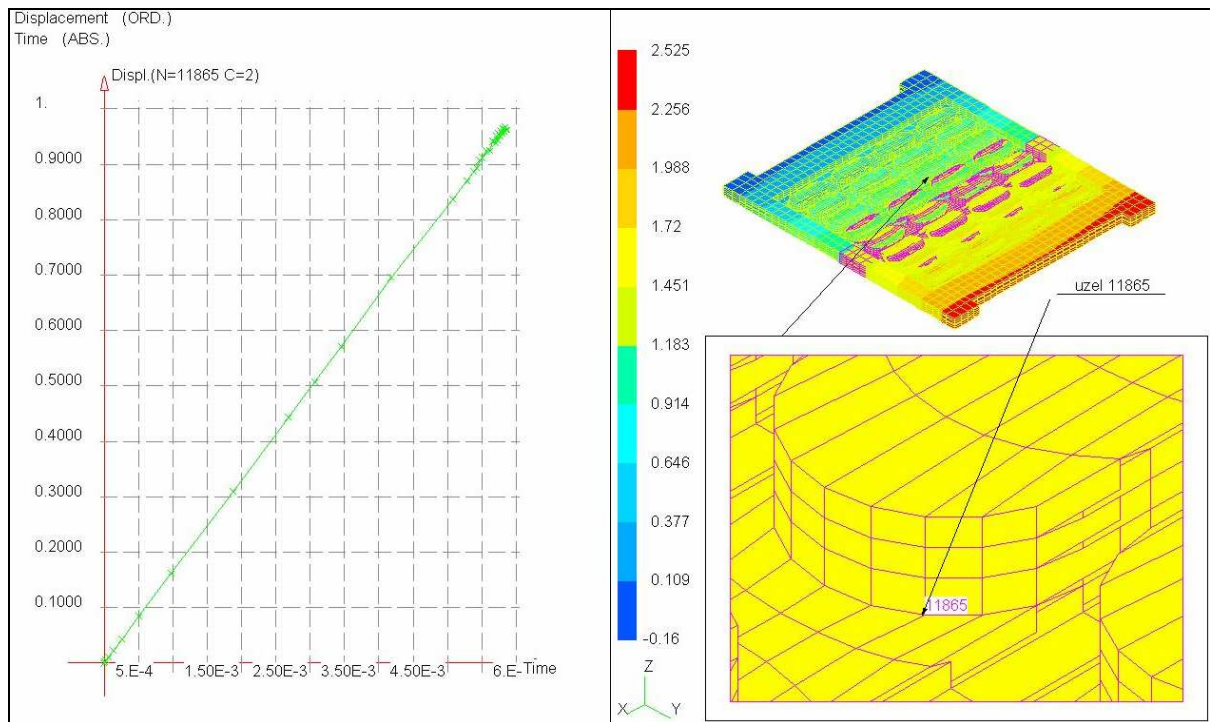 Displacement (ORD.)
Time (ABS.)
Displ.(N=11865 C=2)
1.
0.9000
0.8000
0.7000
0.6000
0.5000
0.4000
0.3000
0.2000
0.1000
5.E-4
1.50E-3
2.50E-3
3.50E-3
4.50E-3
6.E-
Time
2.525
2.256
1.988
1.72
1.451
1.183
0.914
0.646
0.377
0.109
-0.16
Z
X
Y
uzel 11865
11865